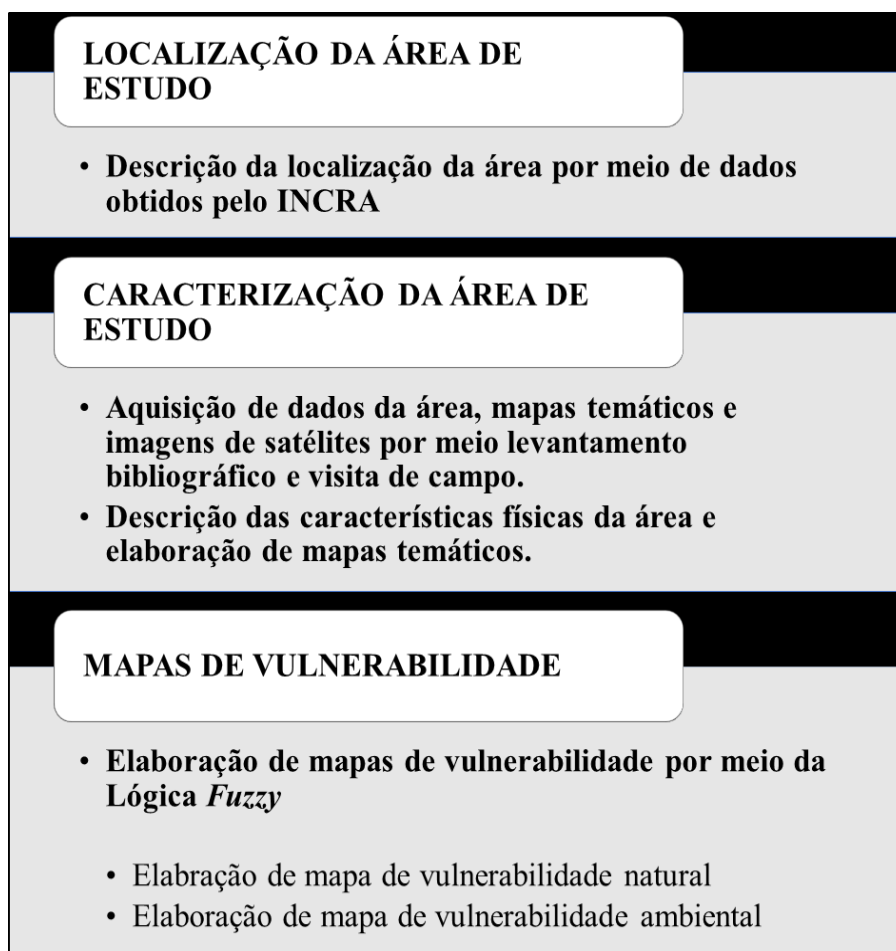 LOCALIZAÇÃO DA ÁREA DE
ESTUDO
• Descrição da localização da área por meio de dados
obtidos pelo INCRA
CARACTERIZAÇÃO DA ÁREA DE
ESTUDO
• Aquisição de dados da área, mapas temáticos e
imagens de satélites por meio levantamento
bibliográfico e visita de campo.
• Descrição das características físicas da área e
elaboração de mapas temáticos.
MAPAS DE VULNERABILIDADE
• Elaboração de mapas de vulnerabilidade por meio da
Lógica Fuzzy
• Elabração de mapa de vulnerabilidade natural
• Elaboração de mapa de vulnerabilidade ambiental